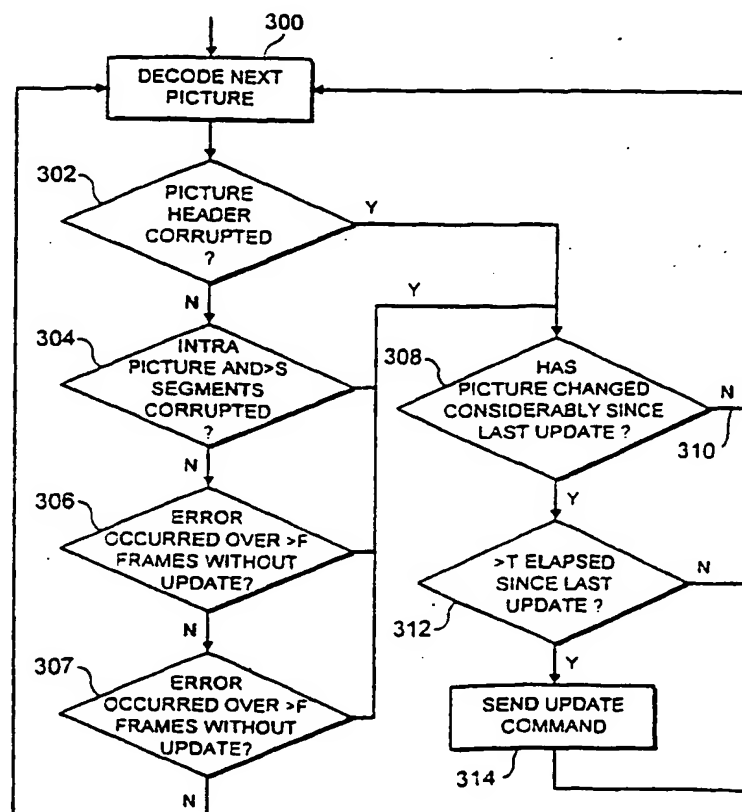 300
DECODE NEXT
PICTURE
302
PICTURE
HEADER
CORRUPTED
?
Y
N
304
INTRA
PICTURE AND>S
SEGMENTS
CORRUPTED
?
Y
N
306
ERROR
OCCURRED OVER >F
FRAMES WITHOUT
UPDATE?
N
307
ERROR
OCCURRED OVER >F
FRAMES WITHOUT
UPDATE?
N
308
HAS
PICTURE CHANGED
CONSIDERABLY SINCE
LAST UPDATE ?
N
310
Y
>T ELAPSED
SINCE LAST
UPDATE ?
312
N
Y
SEND UPDATE
COMMAND
314